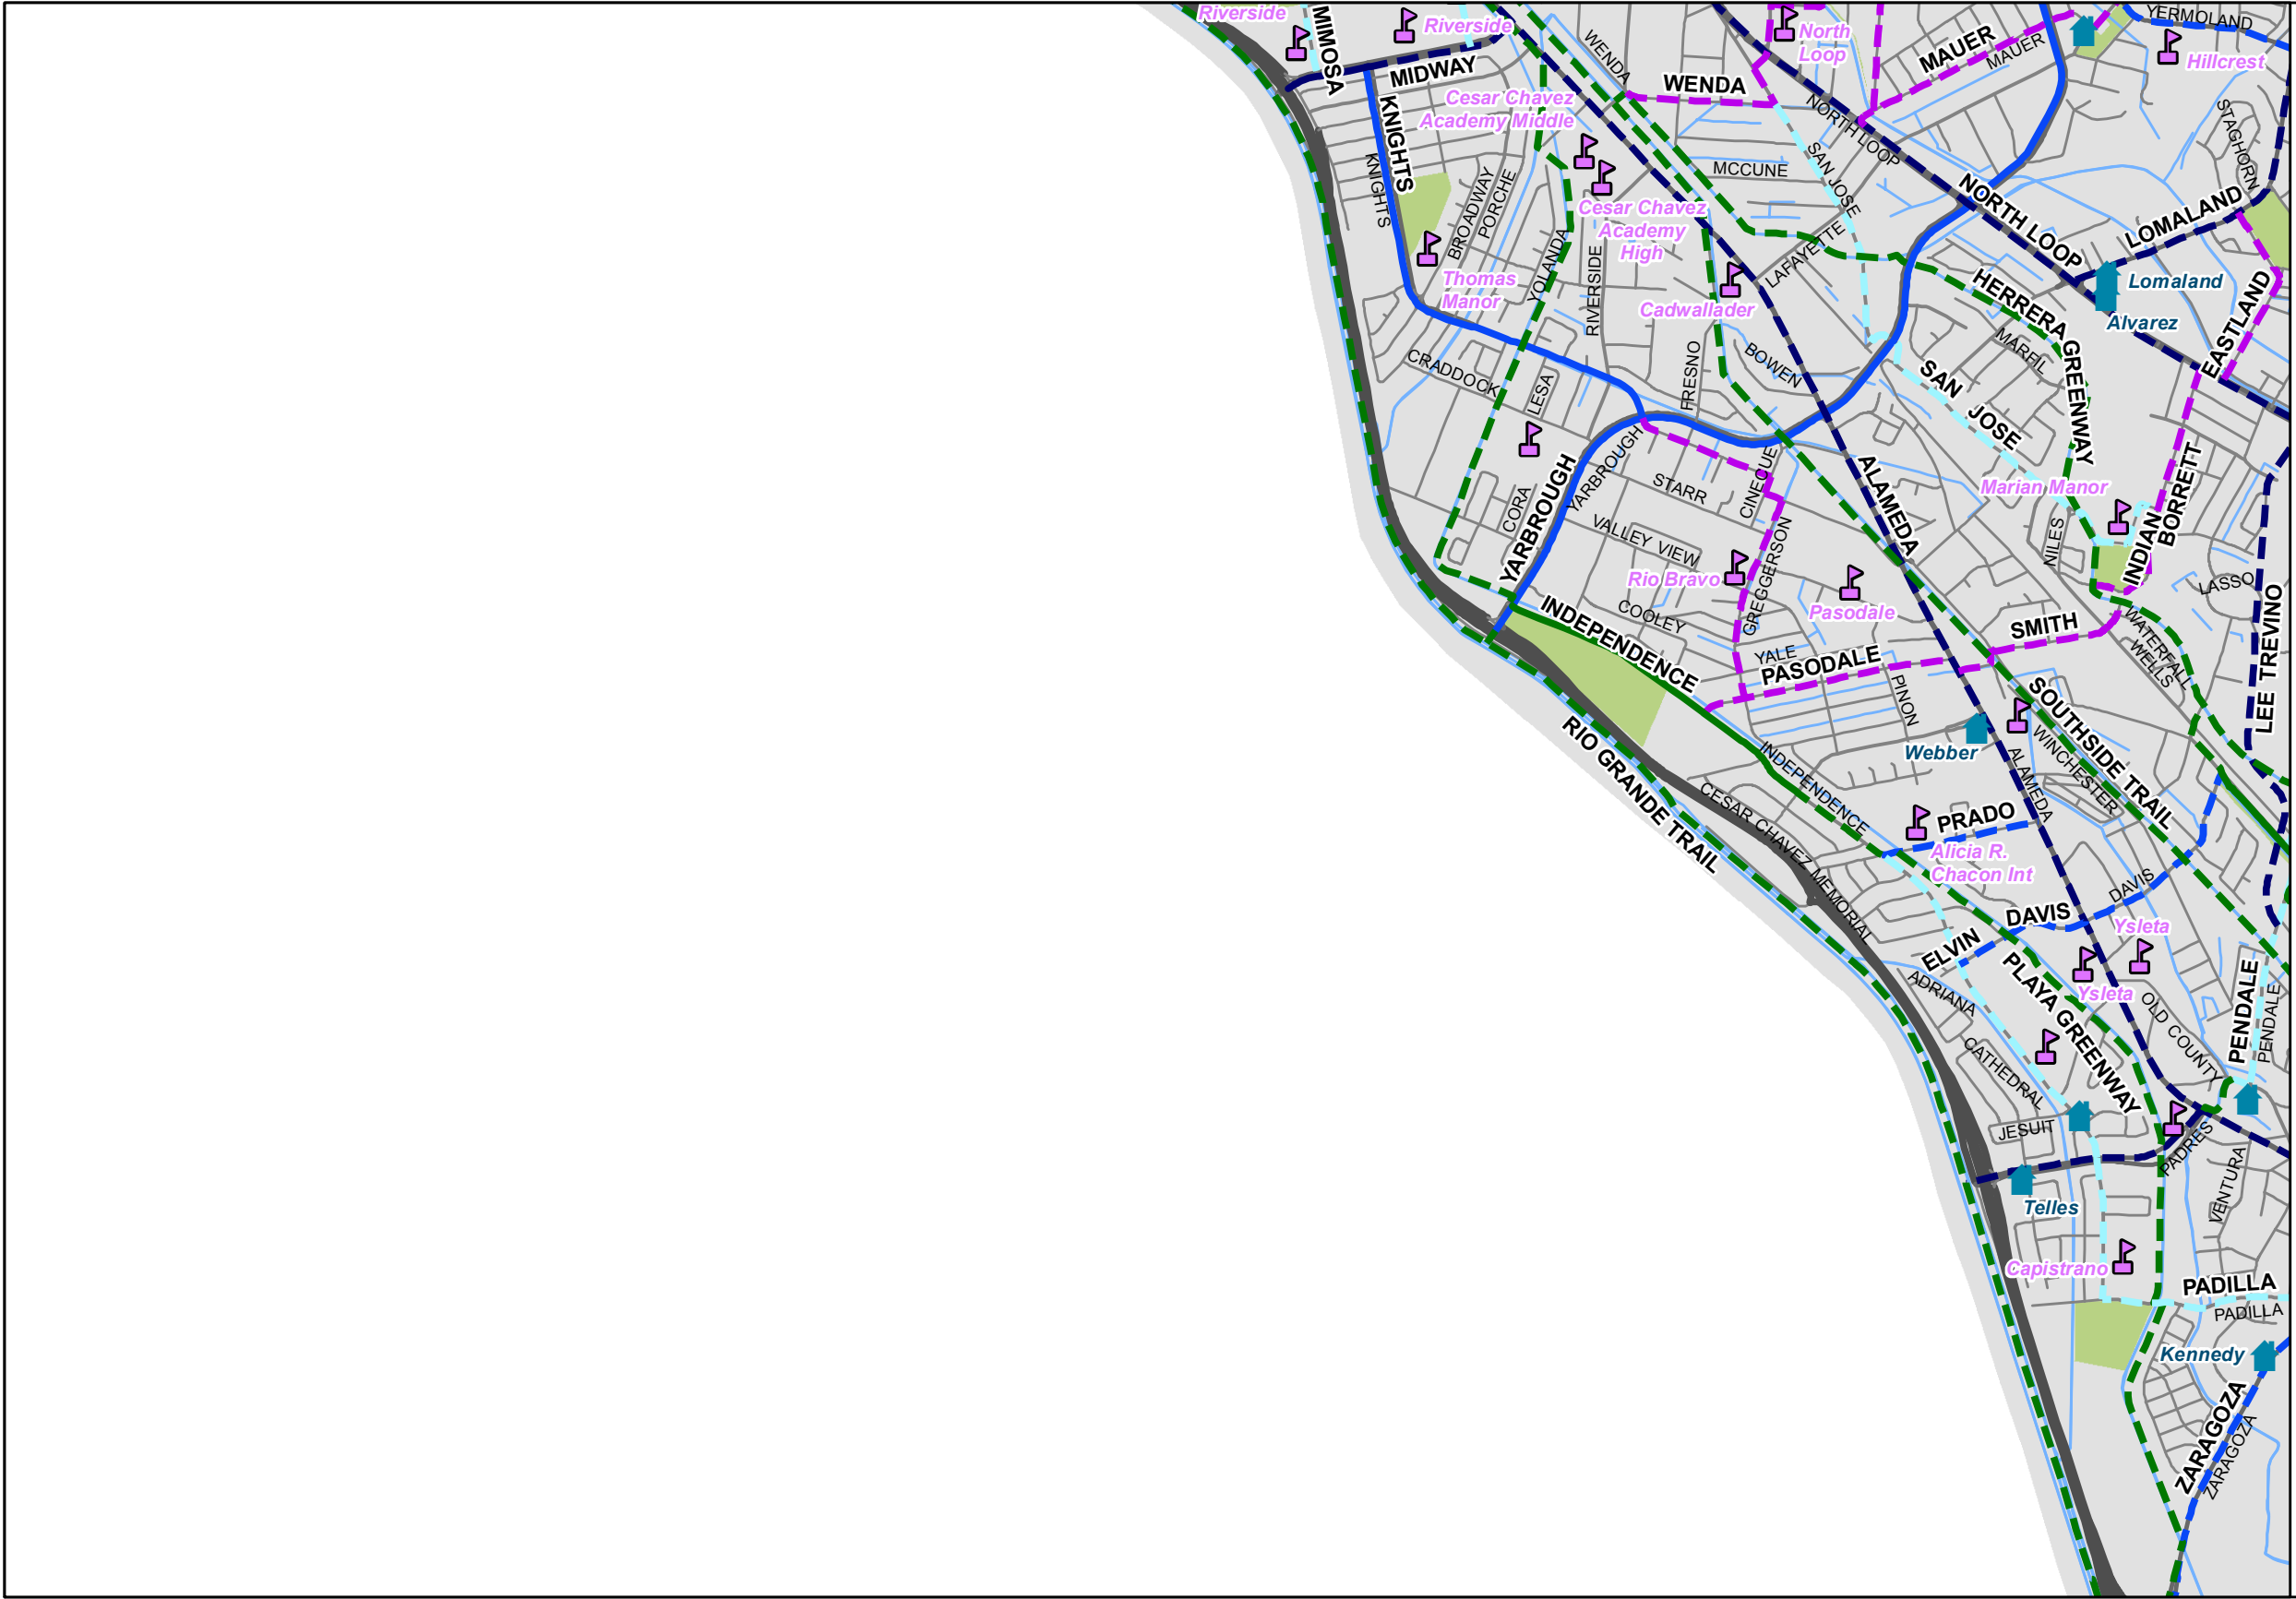 Riverside
MIMOSA
Riverside
MIDWAY
KNIGHTS
KNIGHTS
Cesar Chavez
Academy Middle
WENDA
WENDA
North
Loop
MAUER
MAUER
YERMOLAND
Hillcrest
STAGHORN
NORTH LOOP
MCCUNE
SAN JOSE
BROADWAY
PORCHE
Cesar Chavez
Academy
High
NORTH LOOP
LOMALAND
Thomas
Manor
YOLANDA
RIVERSIDE
LAFAYETTE
Cadwallader
HERRERA
GREENWAY
Lomaland
Alvarez
EASTLAND
CRADDOCK
LESA
FRESNO
BOWEN
MARFIL
SAN JOSE
YARBROUGH
YARBROUGH
CORA
STARR
CINECUE
VALLEY VIEW
ALAMEDA
Marian Manor
NILES
INDIAN
BORRETT
LASSO
LEE TREVINO
Rio Bravo
GREGGERSON
Pasodale
COOLEY
INDEPENDENCE
YALE
PASODALE
SMITH
WATERFALL
WELLS
PINON
RIO GRANDE TRAIL
INDEPENDENCE
Webber
SOUTHSIDE TRAIL
WINCHESTER
ALAMEDA
CESAR CHAVEZ MEMORIAL
PRADO
Alicia R.
Chacon Int
DAVIS
DAVIS
ELVIN
Ysleta
Ysleta
ADRIANA
PLAYA GREENWAY
OLD COUNTY
PENDALE
PENDALE
CATHEDRAL
JESUIT
PADRES
VENTURA
Telles
Capistrano
PADILLA
PADILLA
Kennedy
ZARAGOZA
ZARAGOZA